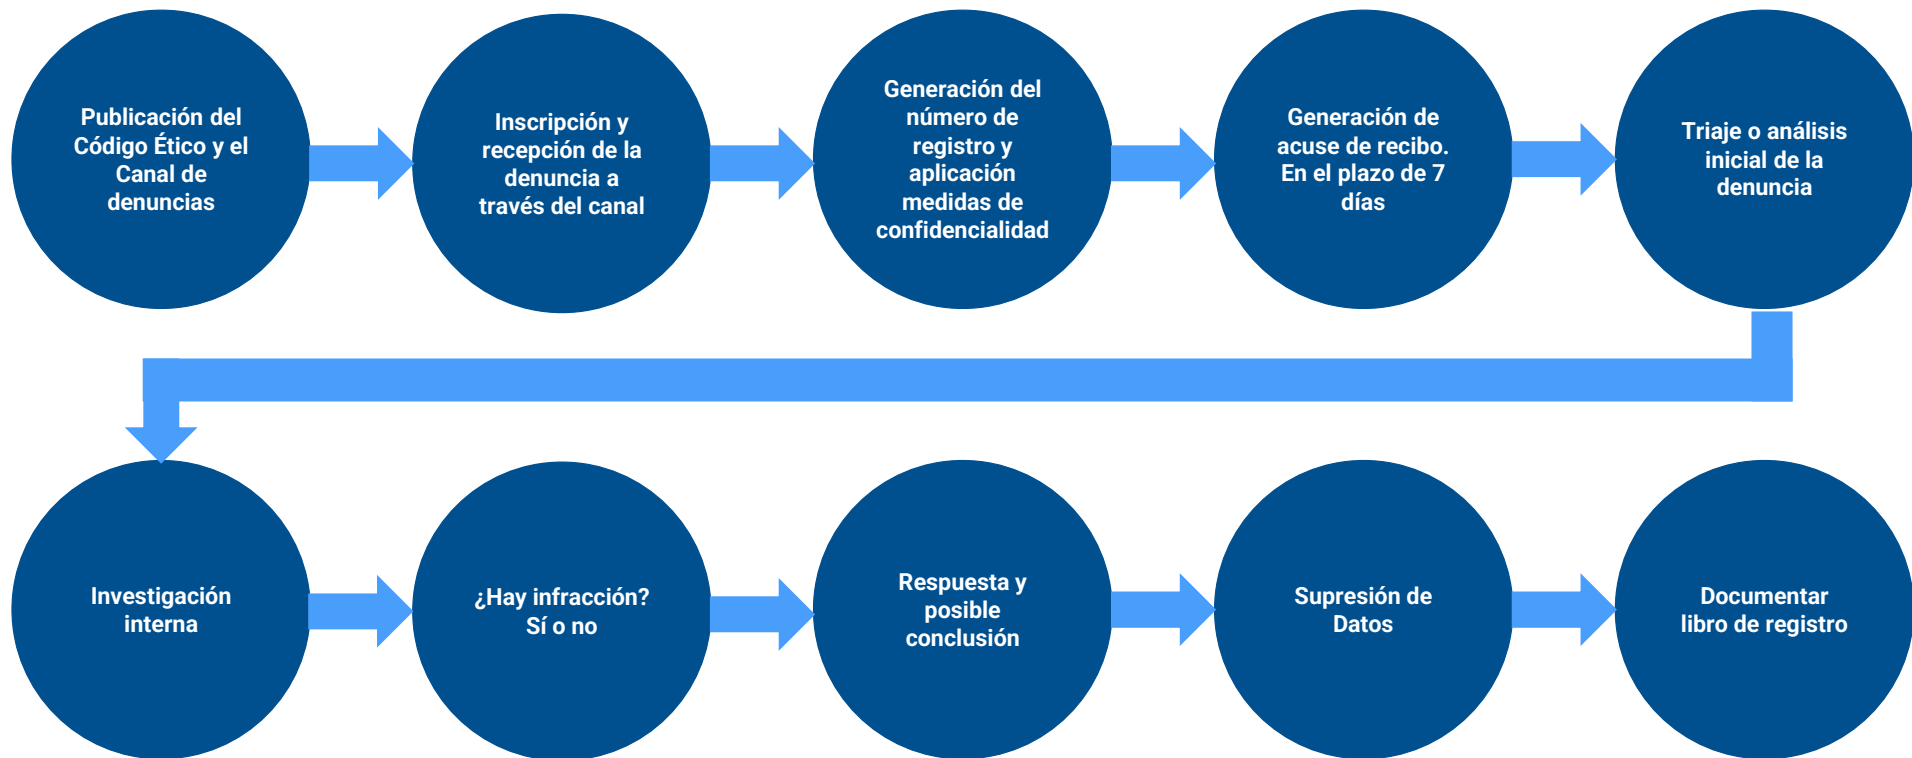 Publicación del
Código Ético y el
Canal de
denuncias
Inscripción y
recepción de la
denuncia a
través del canal
Generación del
número de
registro y
aplicación
medidas de
confidencialidad
Generación de
acuse de recibo.
En el plazo de 7
días
Triaje o análisis
inicial de la
denuncia
Investigación
interna
¿Hay infracción?
Sí o no
Respuesta y
posible
conclusión
Supresión de
Datos
Documentar
libro de registro